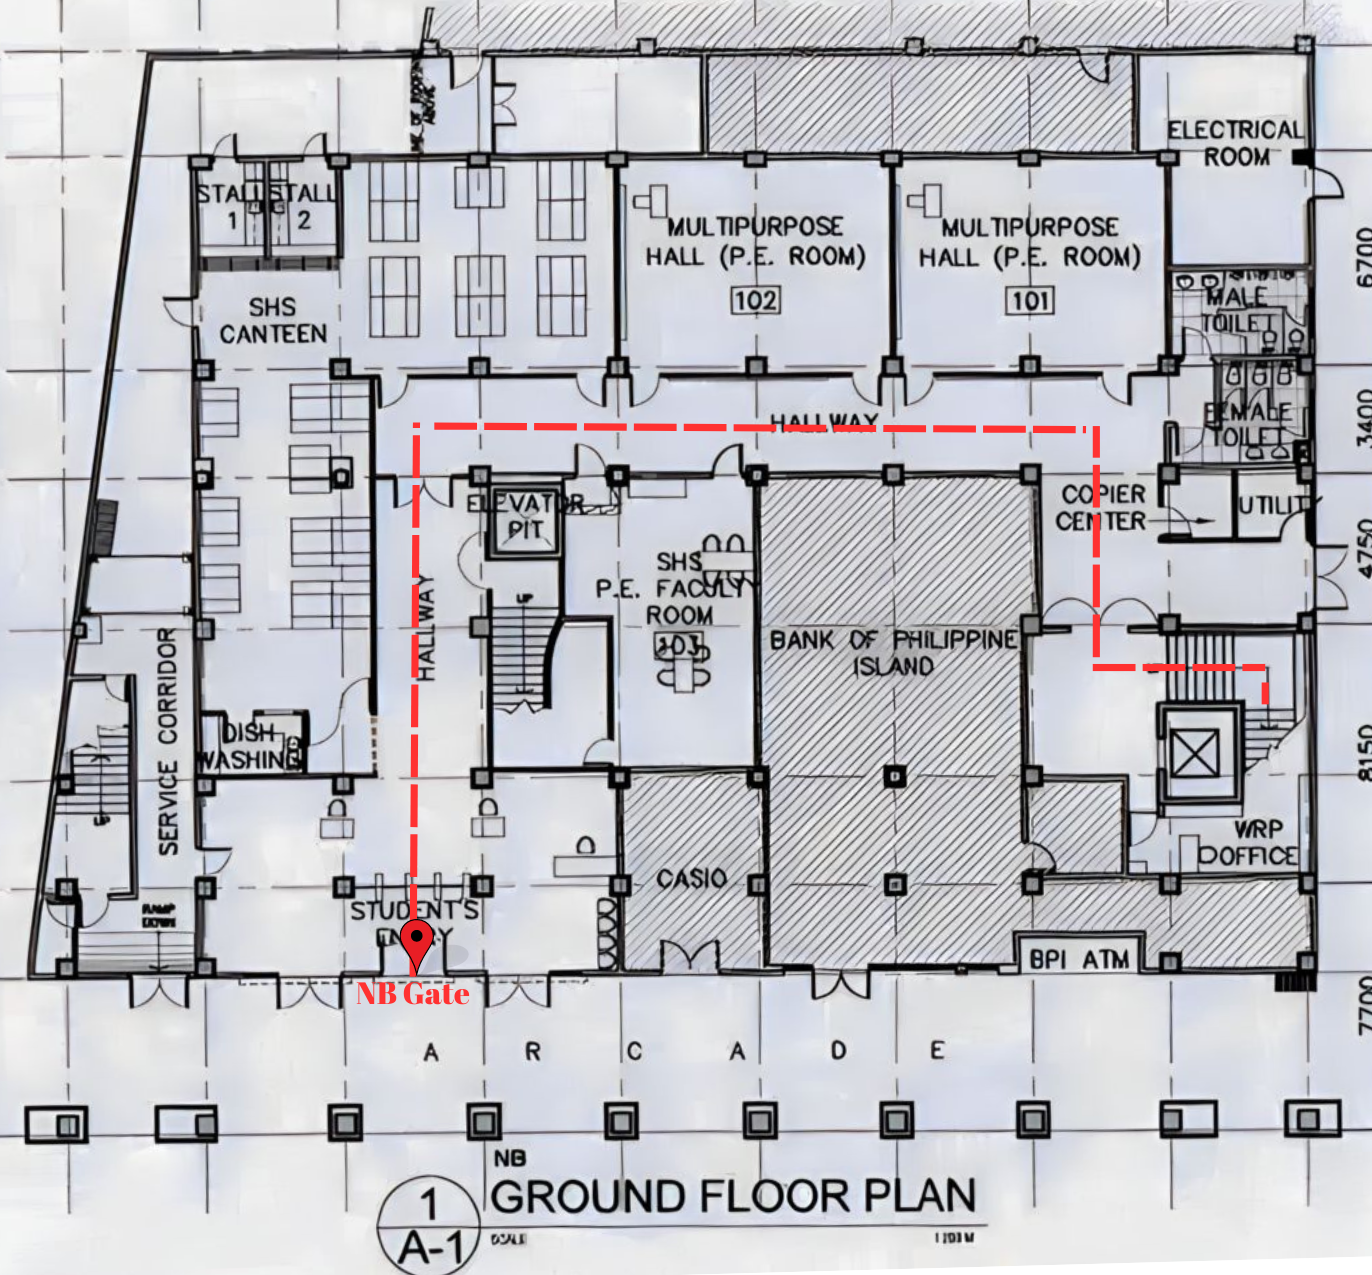 ELECTRICAL
ROOM
STALL
1
STALL
2
MULTIPURPOSE
HALL (P.E. ROOM)
102
MULTIPURPOSE
HALL (P.E. ROOM)
101
6700
MALE
TOILET
SHS
CANTEEN
HALLWAY
FEMALE
TOILET
3400
ELEVATOR
PIT
COPIER
CENTER
UTILITY
4750
SHS
P.E. FACULTY
ROOM
103
HALLWAY
UP
BANK OF PHILIPPINE
ISLAND
SERVICE CORRIDOR
DISH
WASHING
8150
UP
WRP
OFFICE
CASIO
STUDENT'S
ENTRY
RAMP
DOWN
BPI ATM
NB Gate
7700
A R C A D E
NB
1
GROUND FLOOR PLAN
A-1
SCALE